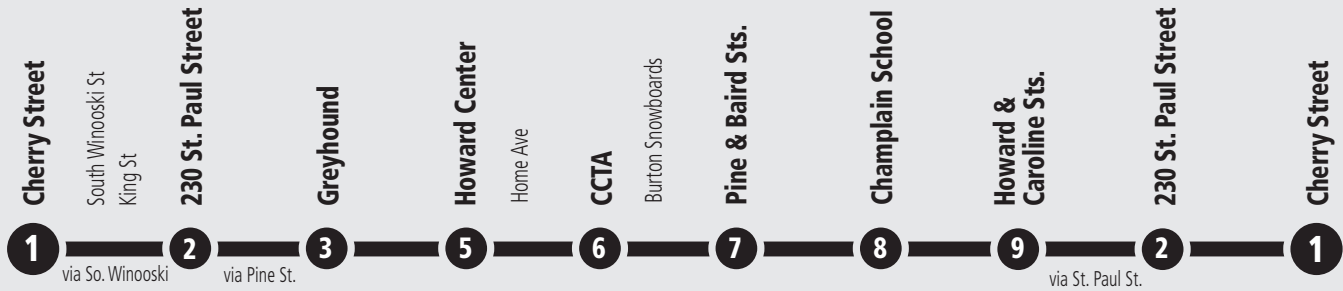 Cherry Street
South Winooski St
King St
230 St. Paul Street
Greyhound
Howard Center
Home Ave
CCTA
Burton Snowboards
Pine & Baird Sts.
Champlain School
Howard &
Caroline Sts.
230 St. Paul Street
Cherry Street
1
2
3
5
6
7
8
9
2
1
via So. Winooski
via Pine St.
via St. Paul St.